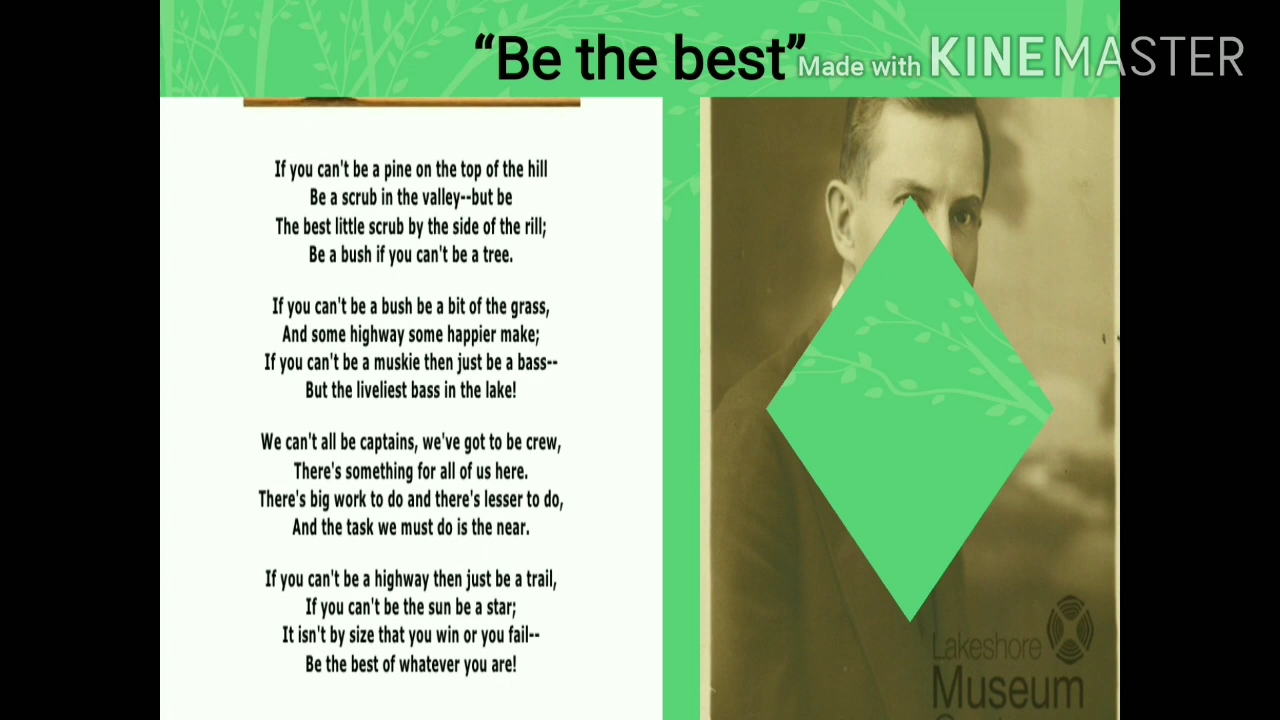 “Be the best”
Made with KINEMASTER
If you can't be a pine on the top of the hill
Be a scrub in the valley--but be
The best little scrub by the side of the rill;
Be a bush if you can't be a tree.
If you can't be a bush be a bit of the grass,
And some highway some happier make;
If you can't be a muskie then just be a bass--
But the liveliest bass in the lake!
We can't all be captains, we've got to be crew,
There's something for all of us here.
There's big work to do and there's lesser to do,
And the task we must do is the near.
If you can't be a highway then just be a trail,
If you can't be the sun be a star;
It isn't by size that you win or you fail--
Be the best of whatever you are!
Lakeshore
Museum